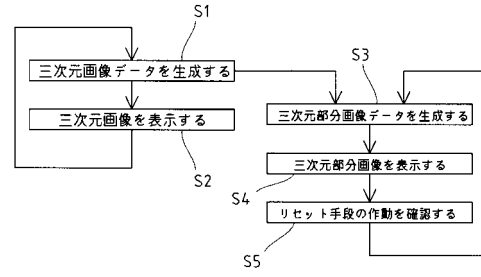 S1
三次元画像データを生成する
三次元画像を表示する
S2
S3
三次元部分画像データを生成する
三次元部分画像を表示する
S4
リセット手段の作動を確認する
S5